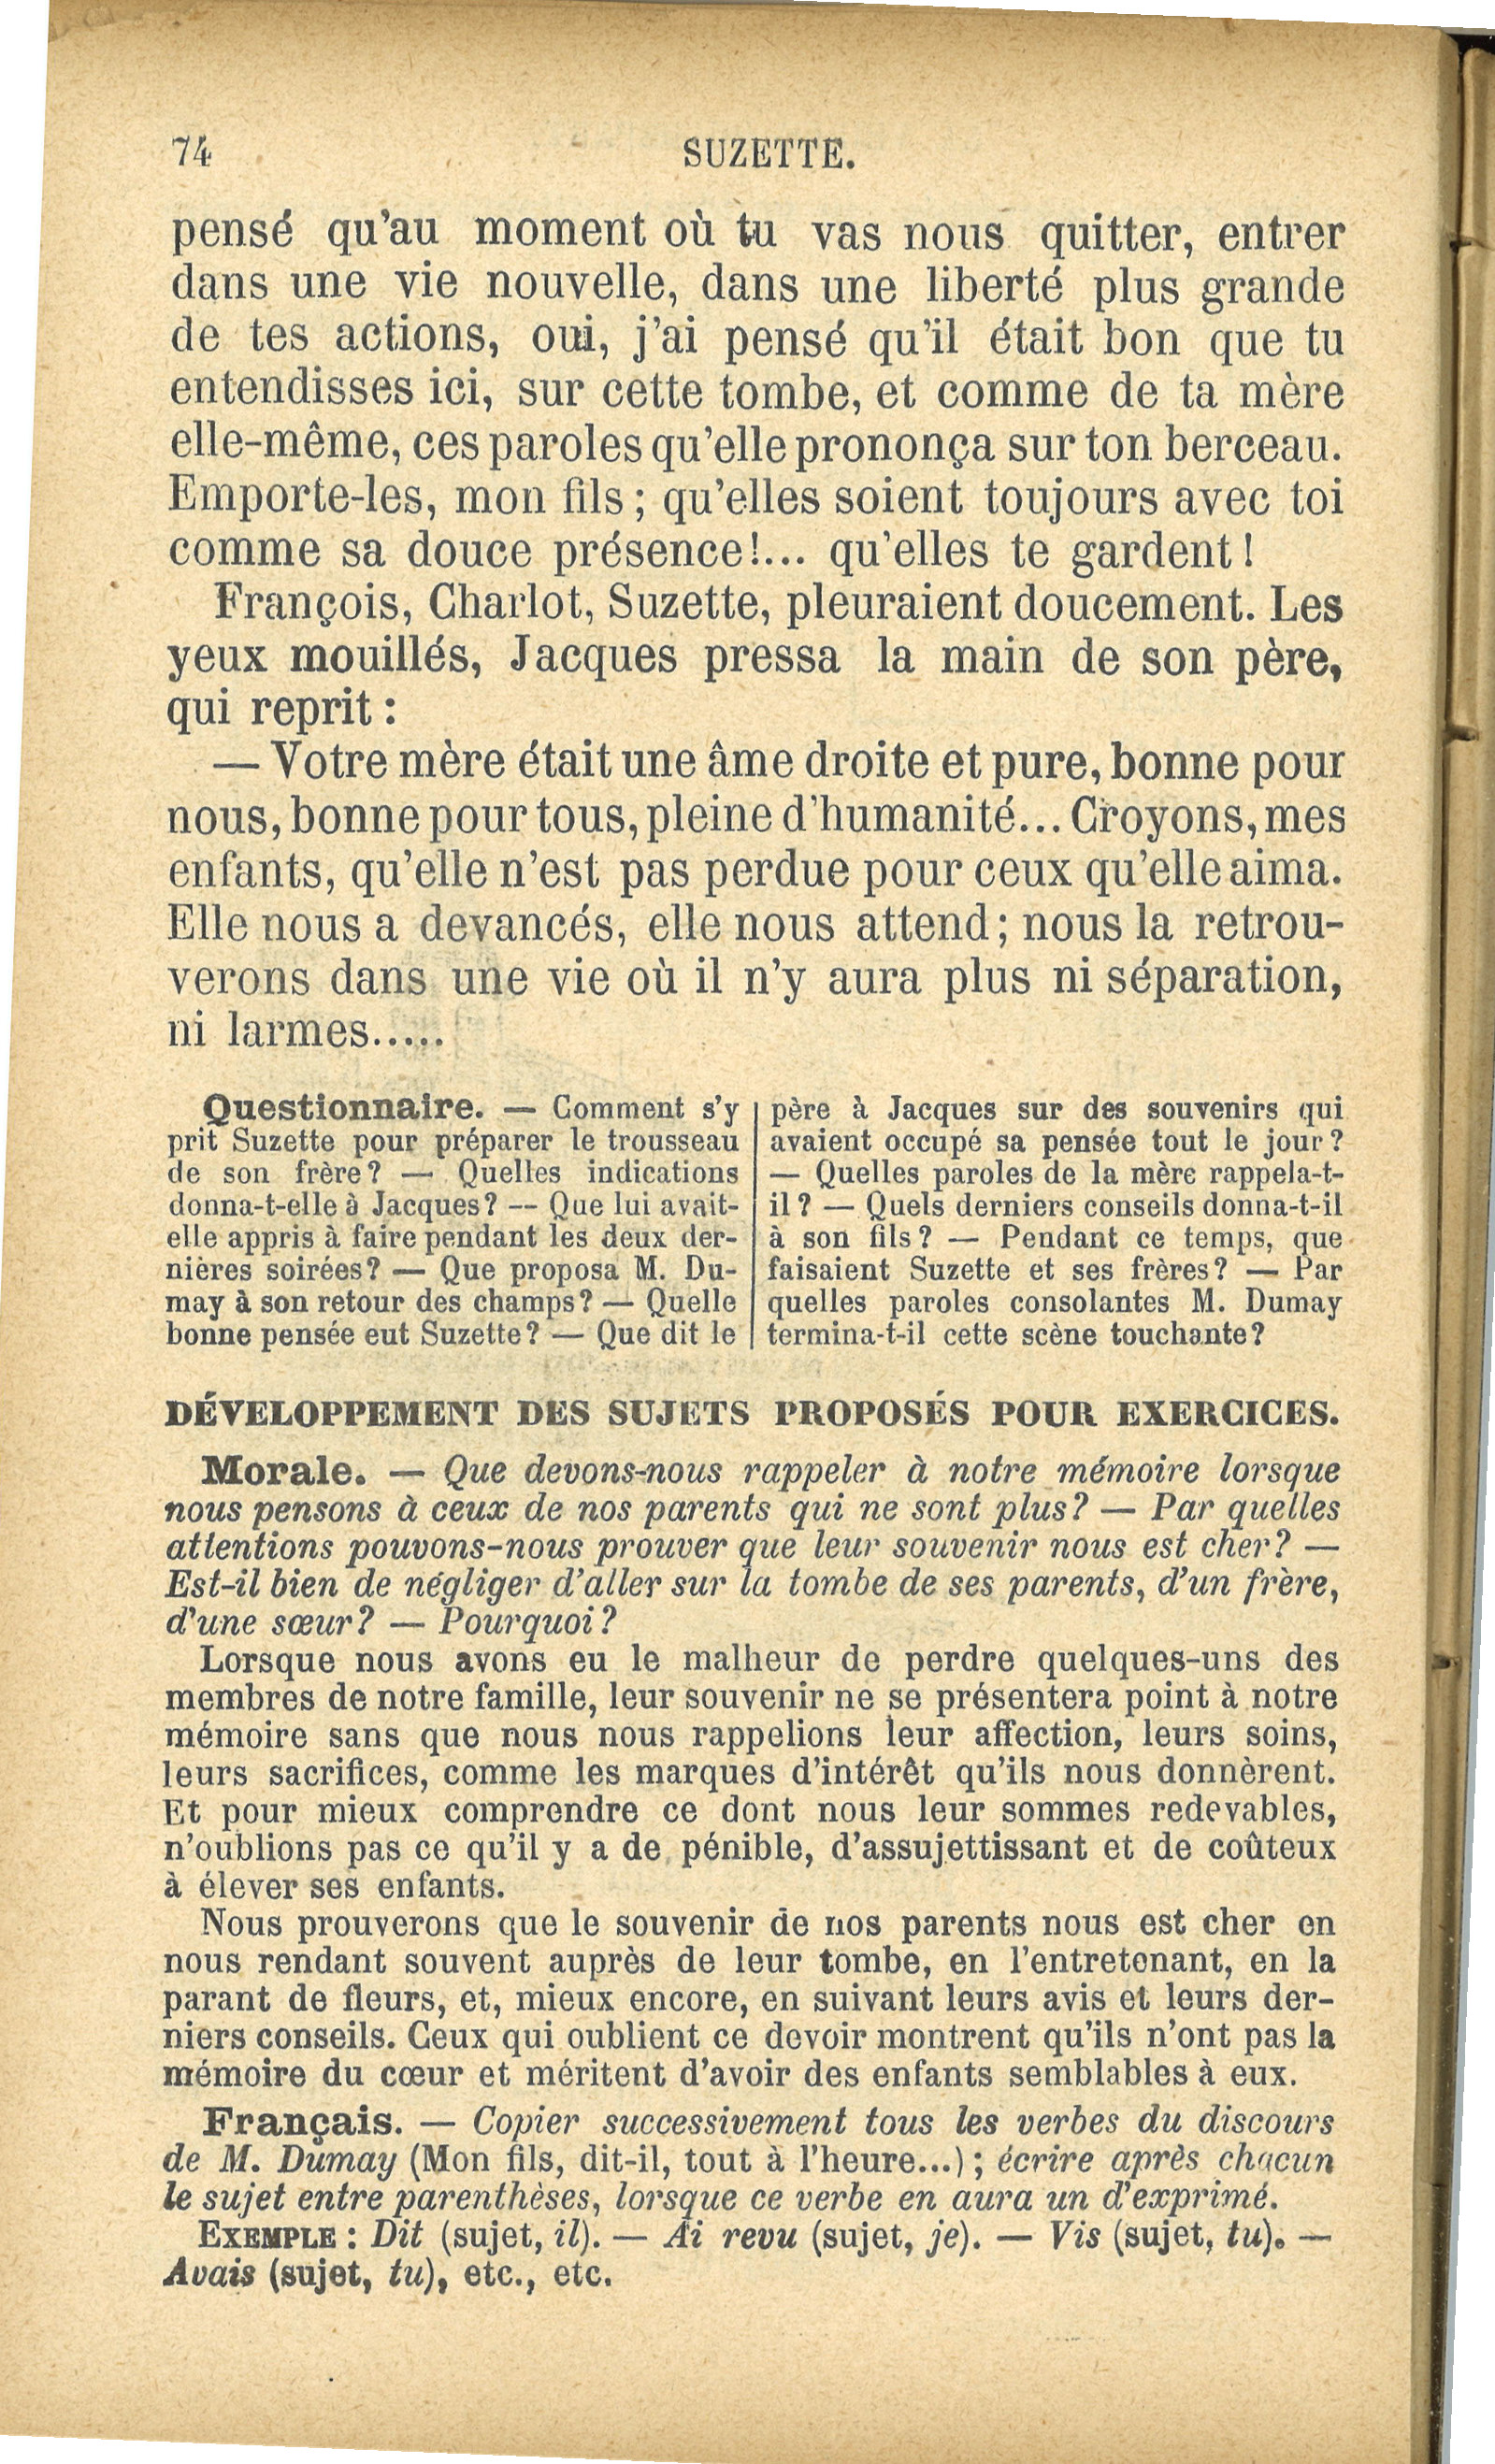 74
SUZETTE.
pensé qu'au moment où tu vas nous quitter, entrer
dans une vie nouvelle, dans une liberté plus grande
de tes actions, oui, j'ai pensé qu'il était bon que tu
entendisses ici, sur cette tombe, et comme de ta mère
elle-même, ces paroles qu'elle prononça sur ton berceau.
Emporte-les, mon fils ; qu'elles soient toujours avec toi
comme sa douce présence !... qu'elles te gardent !
François, Charlot, Suzette, pleuraient doucement. Les
yeux mouillés, Jacques pressa la main de son père,
qui reprit :
— Votre mère était une âme droite et pure, bonne pour
nous, bonne pour tous, pleine d'humanité... Croyons, mes
enfants, qu'elle n'est pas perdue pour ceux qu'elle aima.
Elle nous a devancés, elle nous attend ; nous la retrou-
verons dans une vie où il n'y aura plus ni séparation,
ni larmes.....
Questionnaire. — Comment s'y
prit Suzette pour préparer le trousseau
de son frère ? — Quelles indications
donna-t-elle à Jacques ? — Que lui avait-
elle appris à faire pendant les deux der-
nières soirées ? — Que proposa M. Du-
may à son retour des champs ? — Quelle
bonne pensée eut Suzette ? — Que dit le
père à Jacques sur des souvenirs qui
avaient occupé sa pensée tout le jour ?
— Quelles paroles de la mère rappela-t-
il ? — Quels derniers conseils donna-t-il
à son fils ? — Pendant ce temps, que
faisaient Suzette et ses frères ? — Par
quelles paroles consolantes M. Dumay
termina-t-il cette scène touchante ?
DÉVELOPPEMENT DES SUJETS PROPOSÉS POUR EXERCICES.
Morale. — Que devons-nous rappeler à notre mémoire lorsque
nous pensons à ceux de nos parents qui ne sont plus ? — Par quelles
attentions pouvons-nous prouver que leur souvenir nous est cher ? —
Est-il bien de négliger d'aller sur la tombe de ses parents, d'un frère,
d'une sœur ? — Pourquoi ?
Lorsque nous avons eu le malheur de perdre quelques-uns des
membres de notre famille, leur souvenir ne se présentera point à notre
mémoire sans que nous nous rappelions leur affection, leurs soins,
leurs sacrifices, comme les marques d'intérêt qu'ils nous donnèrent.
Et pour mieux comprendre ce dont nous leur sommes redevables,
n'oublions pas ce qu'il y a de pénible, d'assujettissant et de coûteux
à élever ses enfants.
Nous prouverons que le souvenir de nos parents nous est cher en
nous rendant souvent auprès de leur tombe, en l'entretenant, en la
parant de fleurs, et, mieux encore, en suivant leurs avis et leurs der-
niers conseils. Ceux qui oublient ce devoir montrent qu'ils n'ont pas la
mémoire du cœur et méritent d'avoir des enfants semblables à eux.
Français. — Copier successivement tous les verbes du discours
de M. Dumay (Mon fils, dit-il, tout à l'heure...) ; écrire après chacun
le sujet entre parenthèses, lorsque ce verbe en aura un d'exprimé.
EXEMPLE : Dit (sujet, il). — Ai revu (sujet, je). — Vis (sujet, tu). —
Avais (sujet, tu), etc., etc.